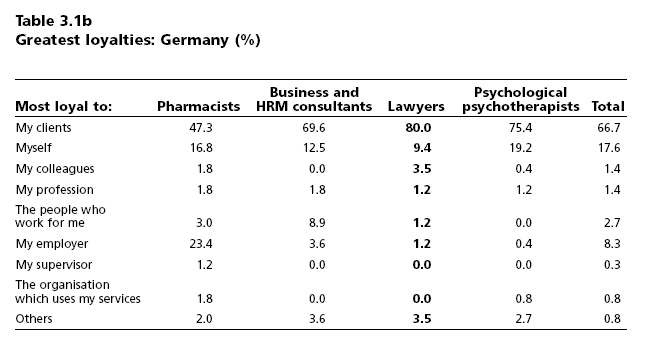 Table 3.1b
Greatest loyalties: Germany (%)
Business and Psychological
Most loyal to: Pharmacists HRM consultants Lawyers psychotherapists Total
My clients 47.3 69.6 80.0 75.4 66.7
Myself 16.8 12.5 9.4 19.2 17.6
My colleagues 1.8 0.0 3.5 0.4 1.4
My profession 1.8 1.8 1.2 1.2 1.4
The people who
work for me 3.0 8.9 1.2 0.0 2.7
My employer 23.4 3.6 1.2 0.4 8.3
My supervisor 1.2 0.0 0.0 0.0 0.3
The organisation
which uses my services 1.8 0.0 0.0 0.8 0.8
Others 2.0 3.6 3.5 2.7 0.8